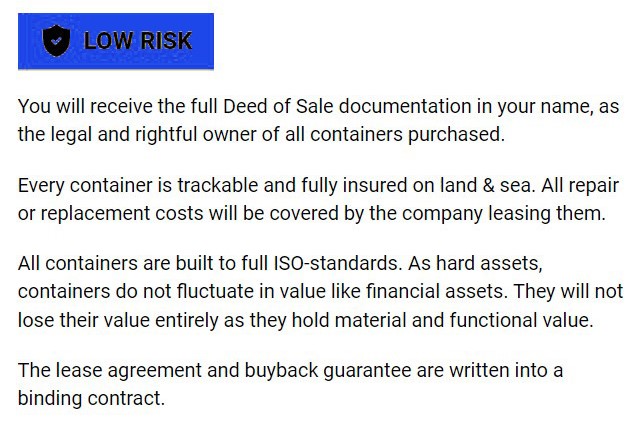 LOW RISK
You will receive the full Deed of Sale documentation in your name, as
the legal and rightful owner of all containers purchased.
Every container is trackable and fully insured on land & sea. All repair
or replacement costs will be covered by the company leasing them.
All containers are built to full ISO-standards. As hard assets,
containers do not fluctuate in value like financial assets. They will not
lose their value entirely as they hold material and functional value.
The lease agreement and buyback guarantee are written into a
binding contract.